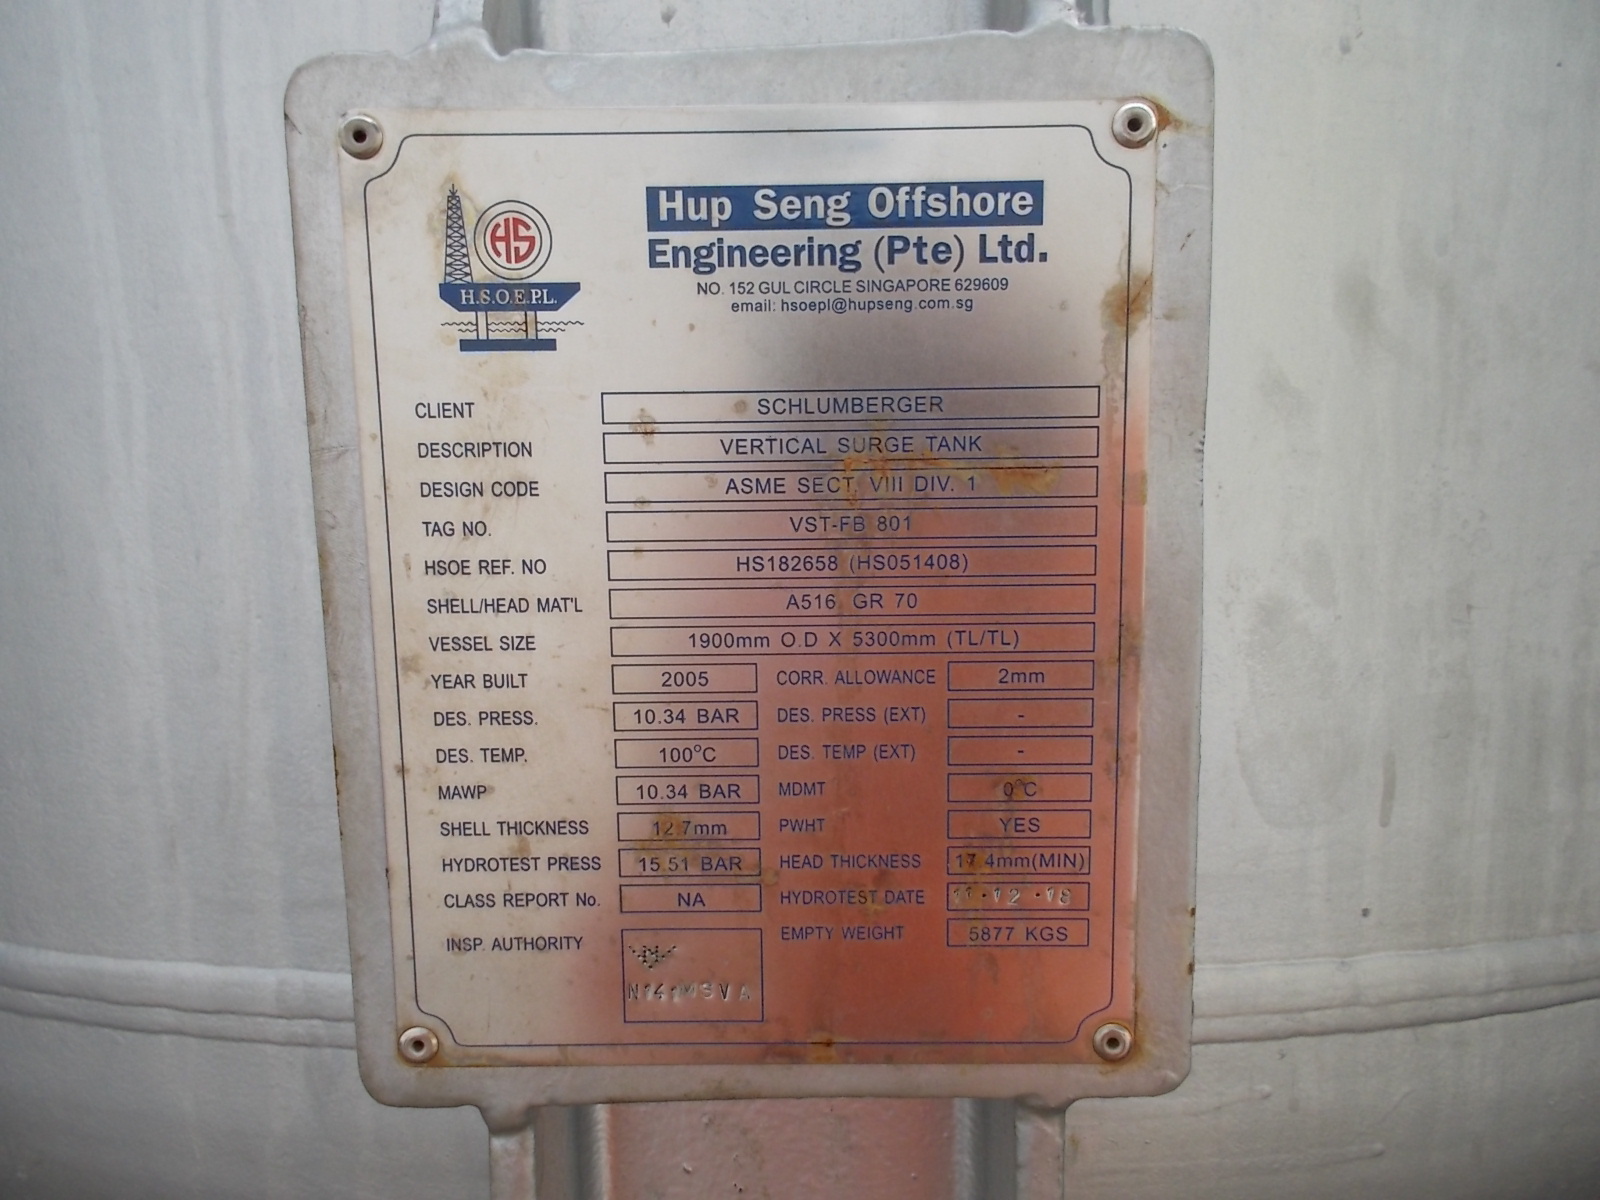 HS
H.S.O.E.P.L.
Hup Seng Offshore
Engineering (Pte) Ltd.
NO. 152 GUL CIRCLE SINGAPORE 629609
email: hsoepl@hupseng.com.sg
CLIENT SCHLUMBERGER
DESCRIPTION VERTICAL SURGE TANK
DESIGN CODE ASME SECT. VIII DIV. 1
TAG NO. VST-FB 801
HSOE REF. NO HS182658 (HS051408)
SHELL/HEAD MAT'L A516 GR 70
VESSEL SIZE 1900mm O.D X 5300mm (TL/TL)
YEAR BUILT 2005 CORR. ALLOWANCE 2mm
DES. PRESS. 10.34 BAR DES. PRESS (EXT) -
DES. TEMP. 100°C DES. TEMP (EXT) -
MAWP 10.34 BAR MDMT 0°C
SHELL THICKNESS 12.7mm PWHT YES
HYDROTEST PRESS 15.51 BAR HEAD THICKNESS 17.4mm(MIN)
CLASS REPORT No. NA HYDROTEST DATE 11·12·18
INSP. AUTHORITY EMPTY WEIGHT 5877 KGS